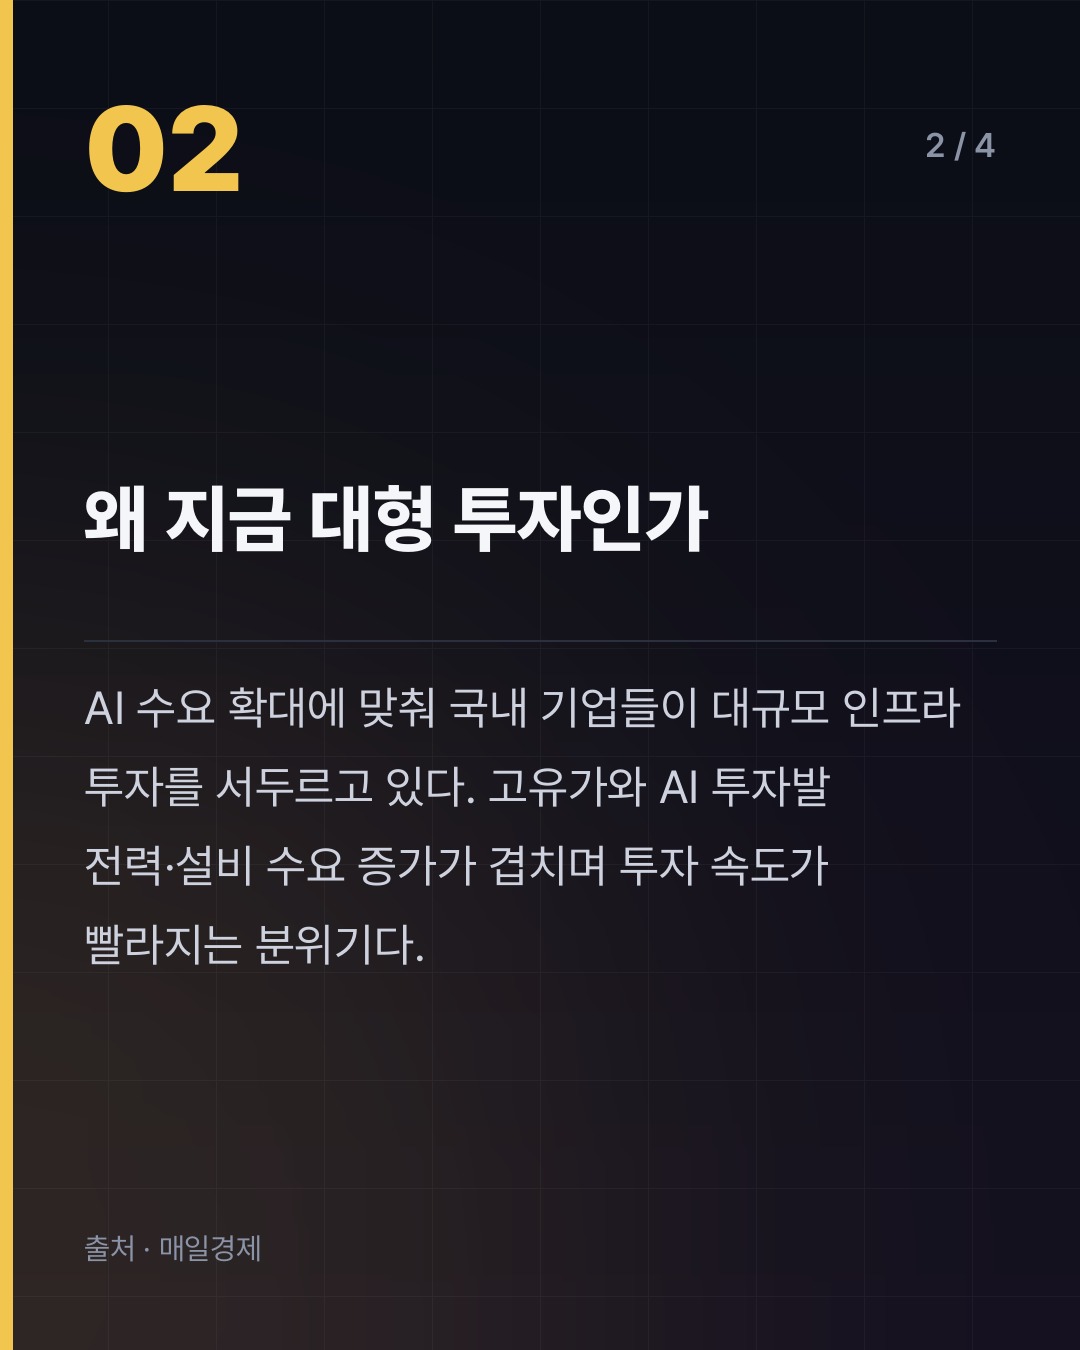 02
2 / 4
왜 지금 대형 투자인가
AI 수요 확대에 맞춰 국내 기업들이 대규모 인프라
투자를 서두르고 있다. 고유가와 AI 투자발
전력·설비 수요 증가가 겹치며 투자 속도가
빨라지는 분위기다.
출처 · 매일경제